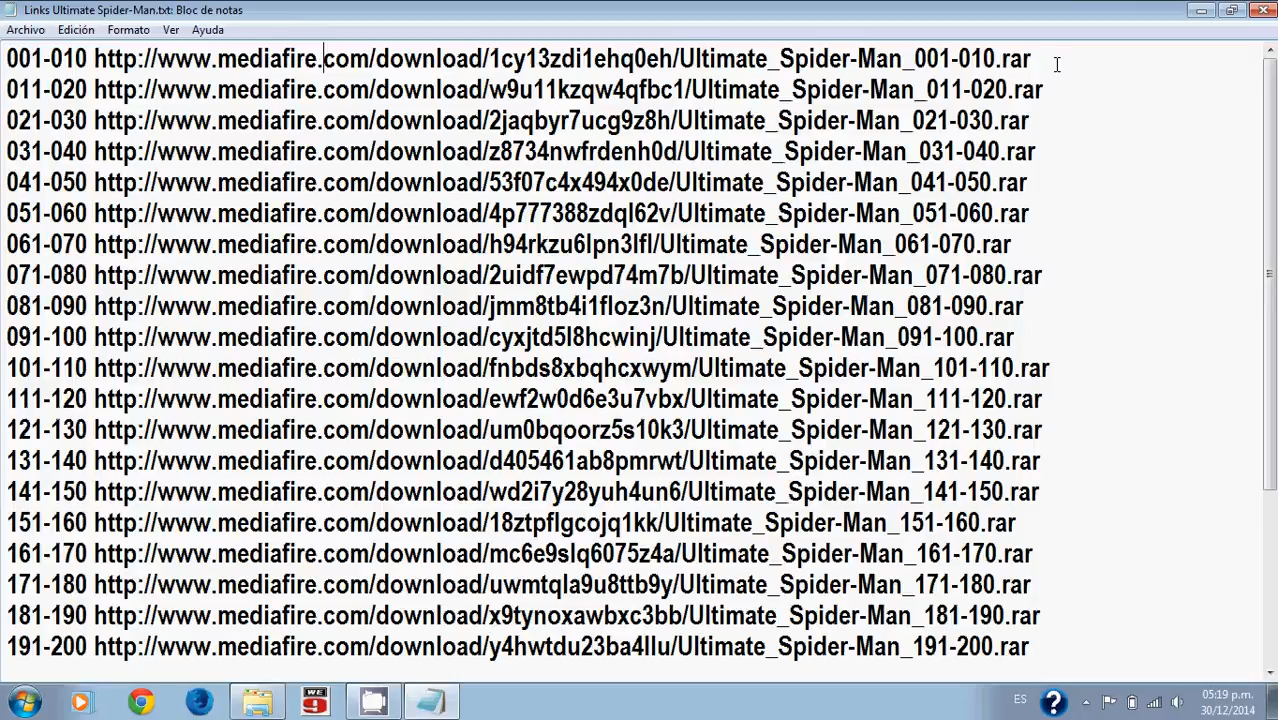 Links Ultimate Spider-Man.txt: Bloc de notas
Archivo Edición Formato Ver Ayuda
001-010 http://www.mediafire.com/download/1cy13zdi1ehq0eh/Ultimate_Spider-Man_001-010.rar
011-020 http://www.mediafire.com/download/w9u11kzqw4qfbc1/Ultimate_Spider-Man_011-020.rar
021-030 http://www.mediafire.com/download/2jaqbyr7ucg9z8h/Ultimate_Spider-Man_021-030.rar
031-040 http://www.mediafire.com/download/z8734nwfrdenh0d/Ultimate_Spider-Man_031-040.rar
041-050 http://www.mediafire.com/download/53f07c4x494x0de/Ultimate_Spider-Man_041-050.rar
051-060 http://www.mediafire.com/download/4p777388zdql62v/Ultimate_Spider-Man_051-060.rar
061-070 http://www.mediafire.com/download/h94rkzu6lpn3lfl/Ultimate_Spider-Man_061-070.rar
071-080 http://www.mediafire.com/download/2uidf7ewpd74m7b/Ultimate_Spider-Man_071-080.rar
081-090 http://www.mediafire.com/download/jmm8tb4i1floz3n/Ultimate_Spider-Man_081-090.rar
091-100 http://www.mediafire.com/download/cyxjtd5l8hcwinj/Ultimate_Spider-Man_091-100.rar
101-110 http://www.mediafire.com/download/fnbds8xbqhcxwym/Ultimate_Spider-Man_101-110.rar
111-120 http://www.mediafire.com/download/ewf2w0d6e3u7vbx/Ultimate_Spider-Man_111-120.rar
121-130 http://www.mediafire.com/download/um0bqoorz5s10k3/Ultimate_Spider-Man_121-130.rar
131-140 http://www.mediafire.com/download/d405461ab8pmrwt/Ultimate_Spider-Man_131-140.rar
141-150 http://www.mediafire.com/download/wd2i7y28yuh4un6/Ultimate_Spider-Man_141-150.rar
151-160 http://www.mediafire.com/download/18ztpflgcojq1kk/Ultimate_Spider-Man_151-160.rar
161-170 http://www.mediafire.com/download/mc6e9slq6075z4a/Ultimate_Spider-Man_161-170.rar
171-180 http://www.mediafire.com/download/uwmtqla9u8ttb9y/Ultimate_Spider-Man_171-180.rar
181-190 http://www.mediafire.com/download/x9tynoxawbxc3bb/Ultimate_Spider-Man_181-190.rar
191-200 http://www.mediafire.com/download/y4hwtdu23ba4llu/Ultimate_Spider-Man_191-200.rar
WE 9
ES
05:19 p.m.
30/12/2014